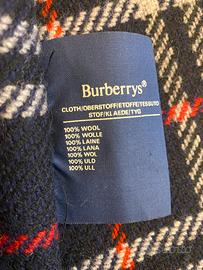 Burberrys®
CLOTH/OBERSTOFF/ETOFFE/TESSUTO
STOF/KLAEDE/TYG
100% WOOL
100% WOLLE
100% LAINE
100% LANA
100% WOL
100% ULD
100% ULL